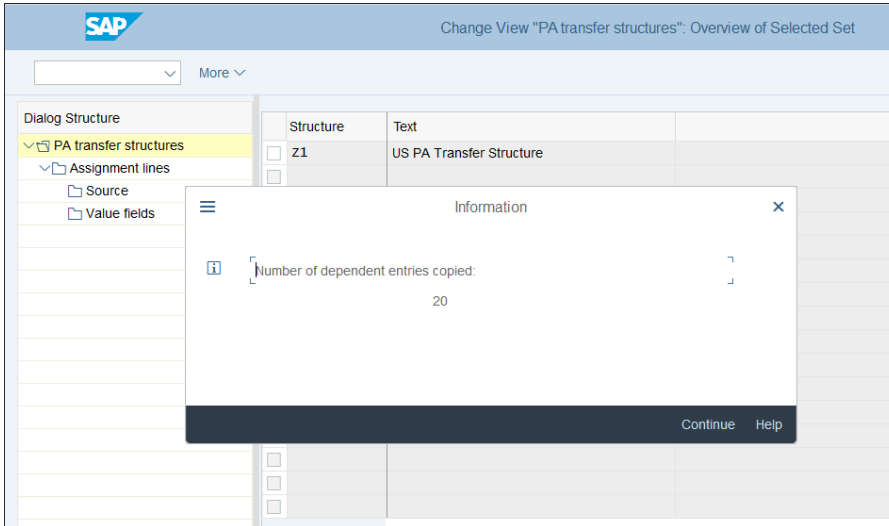 SAP
Change View "PA transfer structures": Overview of Selected Set
More
Dialog Structure
PA transfer structures
Assignment lines
Source
Value fields
Structure Text
Z1 US PA Transfer Structure
Information
Number of dependent entries copied:
20
Continue Help